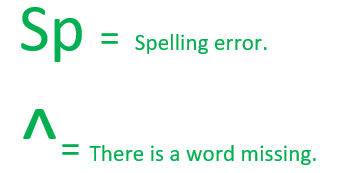 Sp = Spelling error.
^ = There is a word missing.